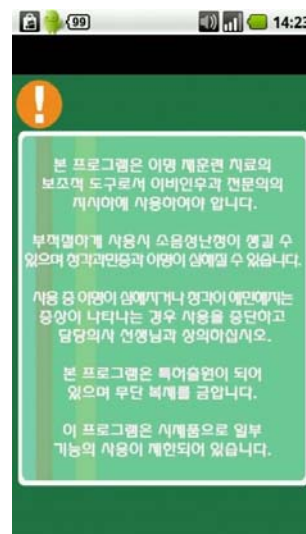 99
14:23
본 프로그램은 이명 재훈련 치료의
보조적 도구로서 이비인후과 전문의의
지시하에 사용하여야 합니다.
부적절하게 사용시 소음성난청이 생길 수
있으며 청각과민증과 이명이 심해질 수 있습니다.
사용 중 이명이 심해지거나 청각이 예민해지는
증상이 나타나는 경우 사용을 중단하고
담당의사 선생님과 상의하십시오.
본 프로그램은 특허출원이 되어
있으며 무단 복제를 금합니다.
이 프로그램은 시제품으로 일부
기능의 사용이 제한되어 있습니다.